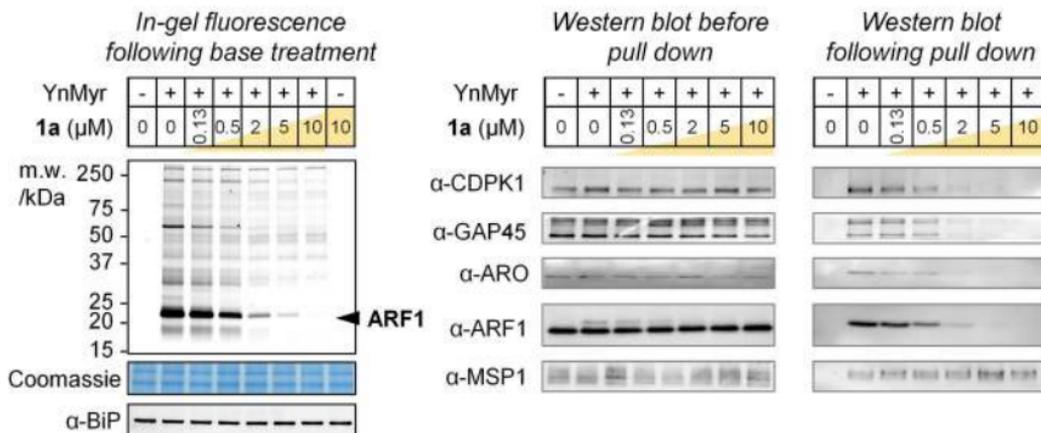 In-gel fluorescence
following base treatment
YnMyr - + + + + + + -
1a (µM) 0 0 0.13 0.5 2 5 10 10
m.w.
/kDa
250
75
50
37
25
20
15
ARF1
Coomassie
α-BiP
Western blot before
pull down
YnMyr - + + + + + +
1a (µM) 0 0 0.13 0.5 2 5 10
Western blot
following pull down
- + + + + + +
0 0 0.13 0.5 2 5 10
α-CDPK1
α-GAP45
α-ARO
α-ARF1
α-MSP1